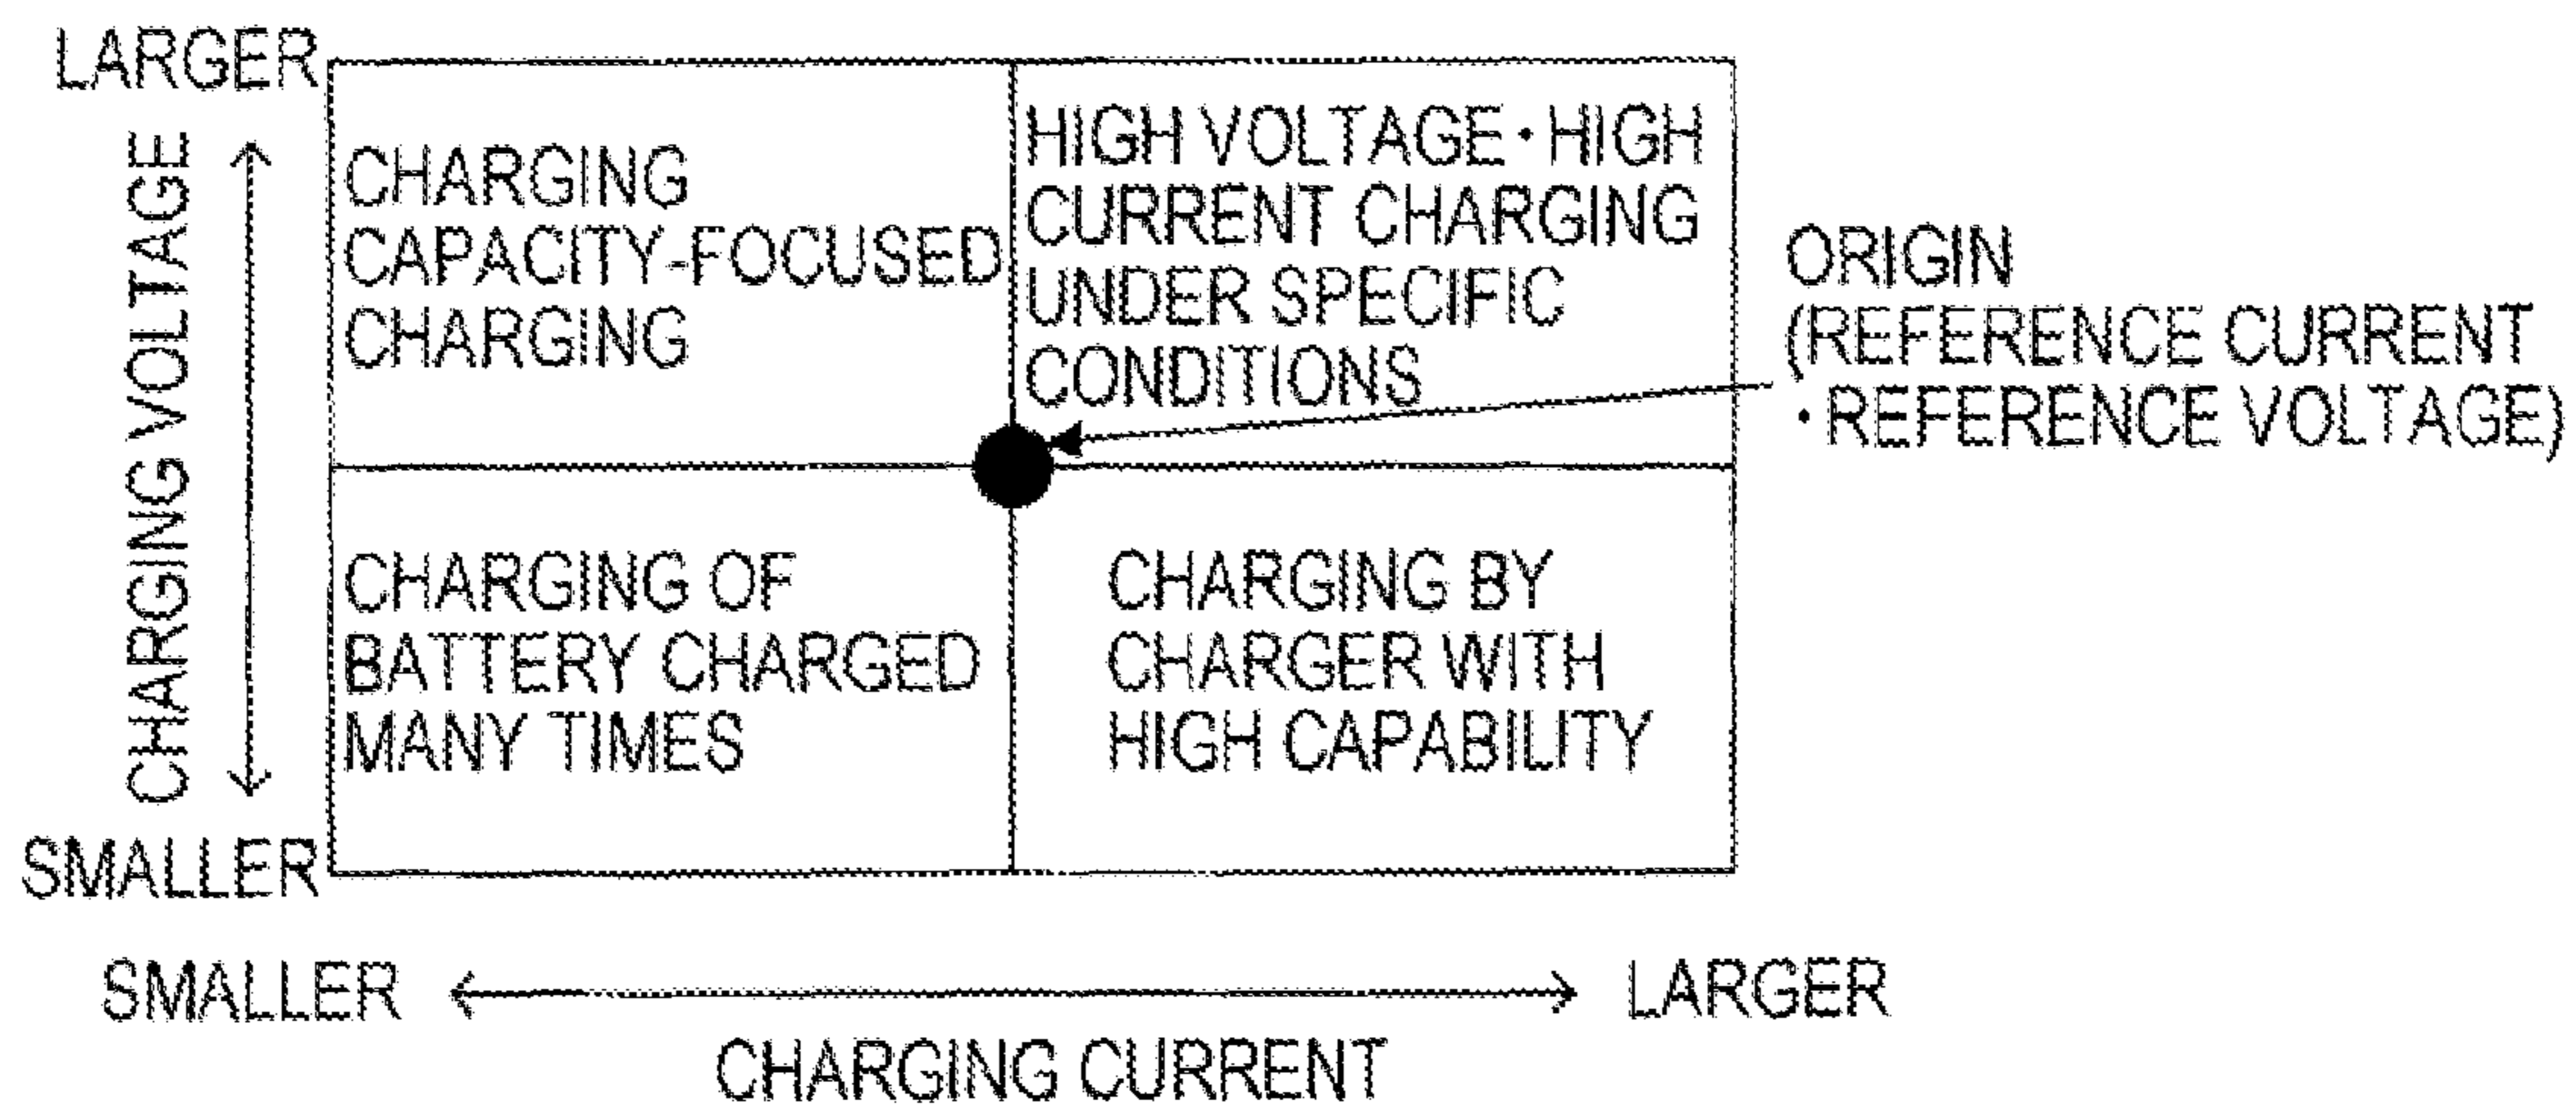 LARGER
CHARGING VOLTAGE
SMALLER
CHARGING
CAPACITY-FOCUSED
CHARGING
HIGH VOLTAGE・HIGH
CURRENT CHARGING
UNDER SPECIFIC
CONDITIONS
ORIGIN
(REFERENCE CURRENT
・REFERENCE VOLTAGE)
CHARGING OF
BATTERY CHARGED
MANY TIMES
CHARGING BY
CHARGER WITH
HIGH CAPABILITY
SMALLER
LARGER
CHARGING CURRENT